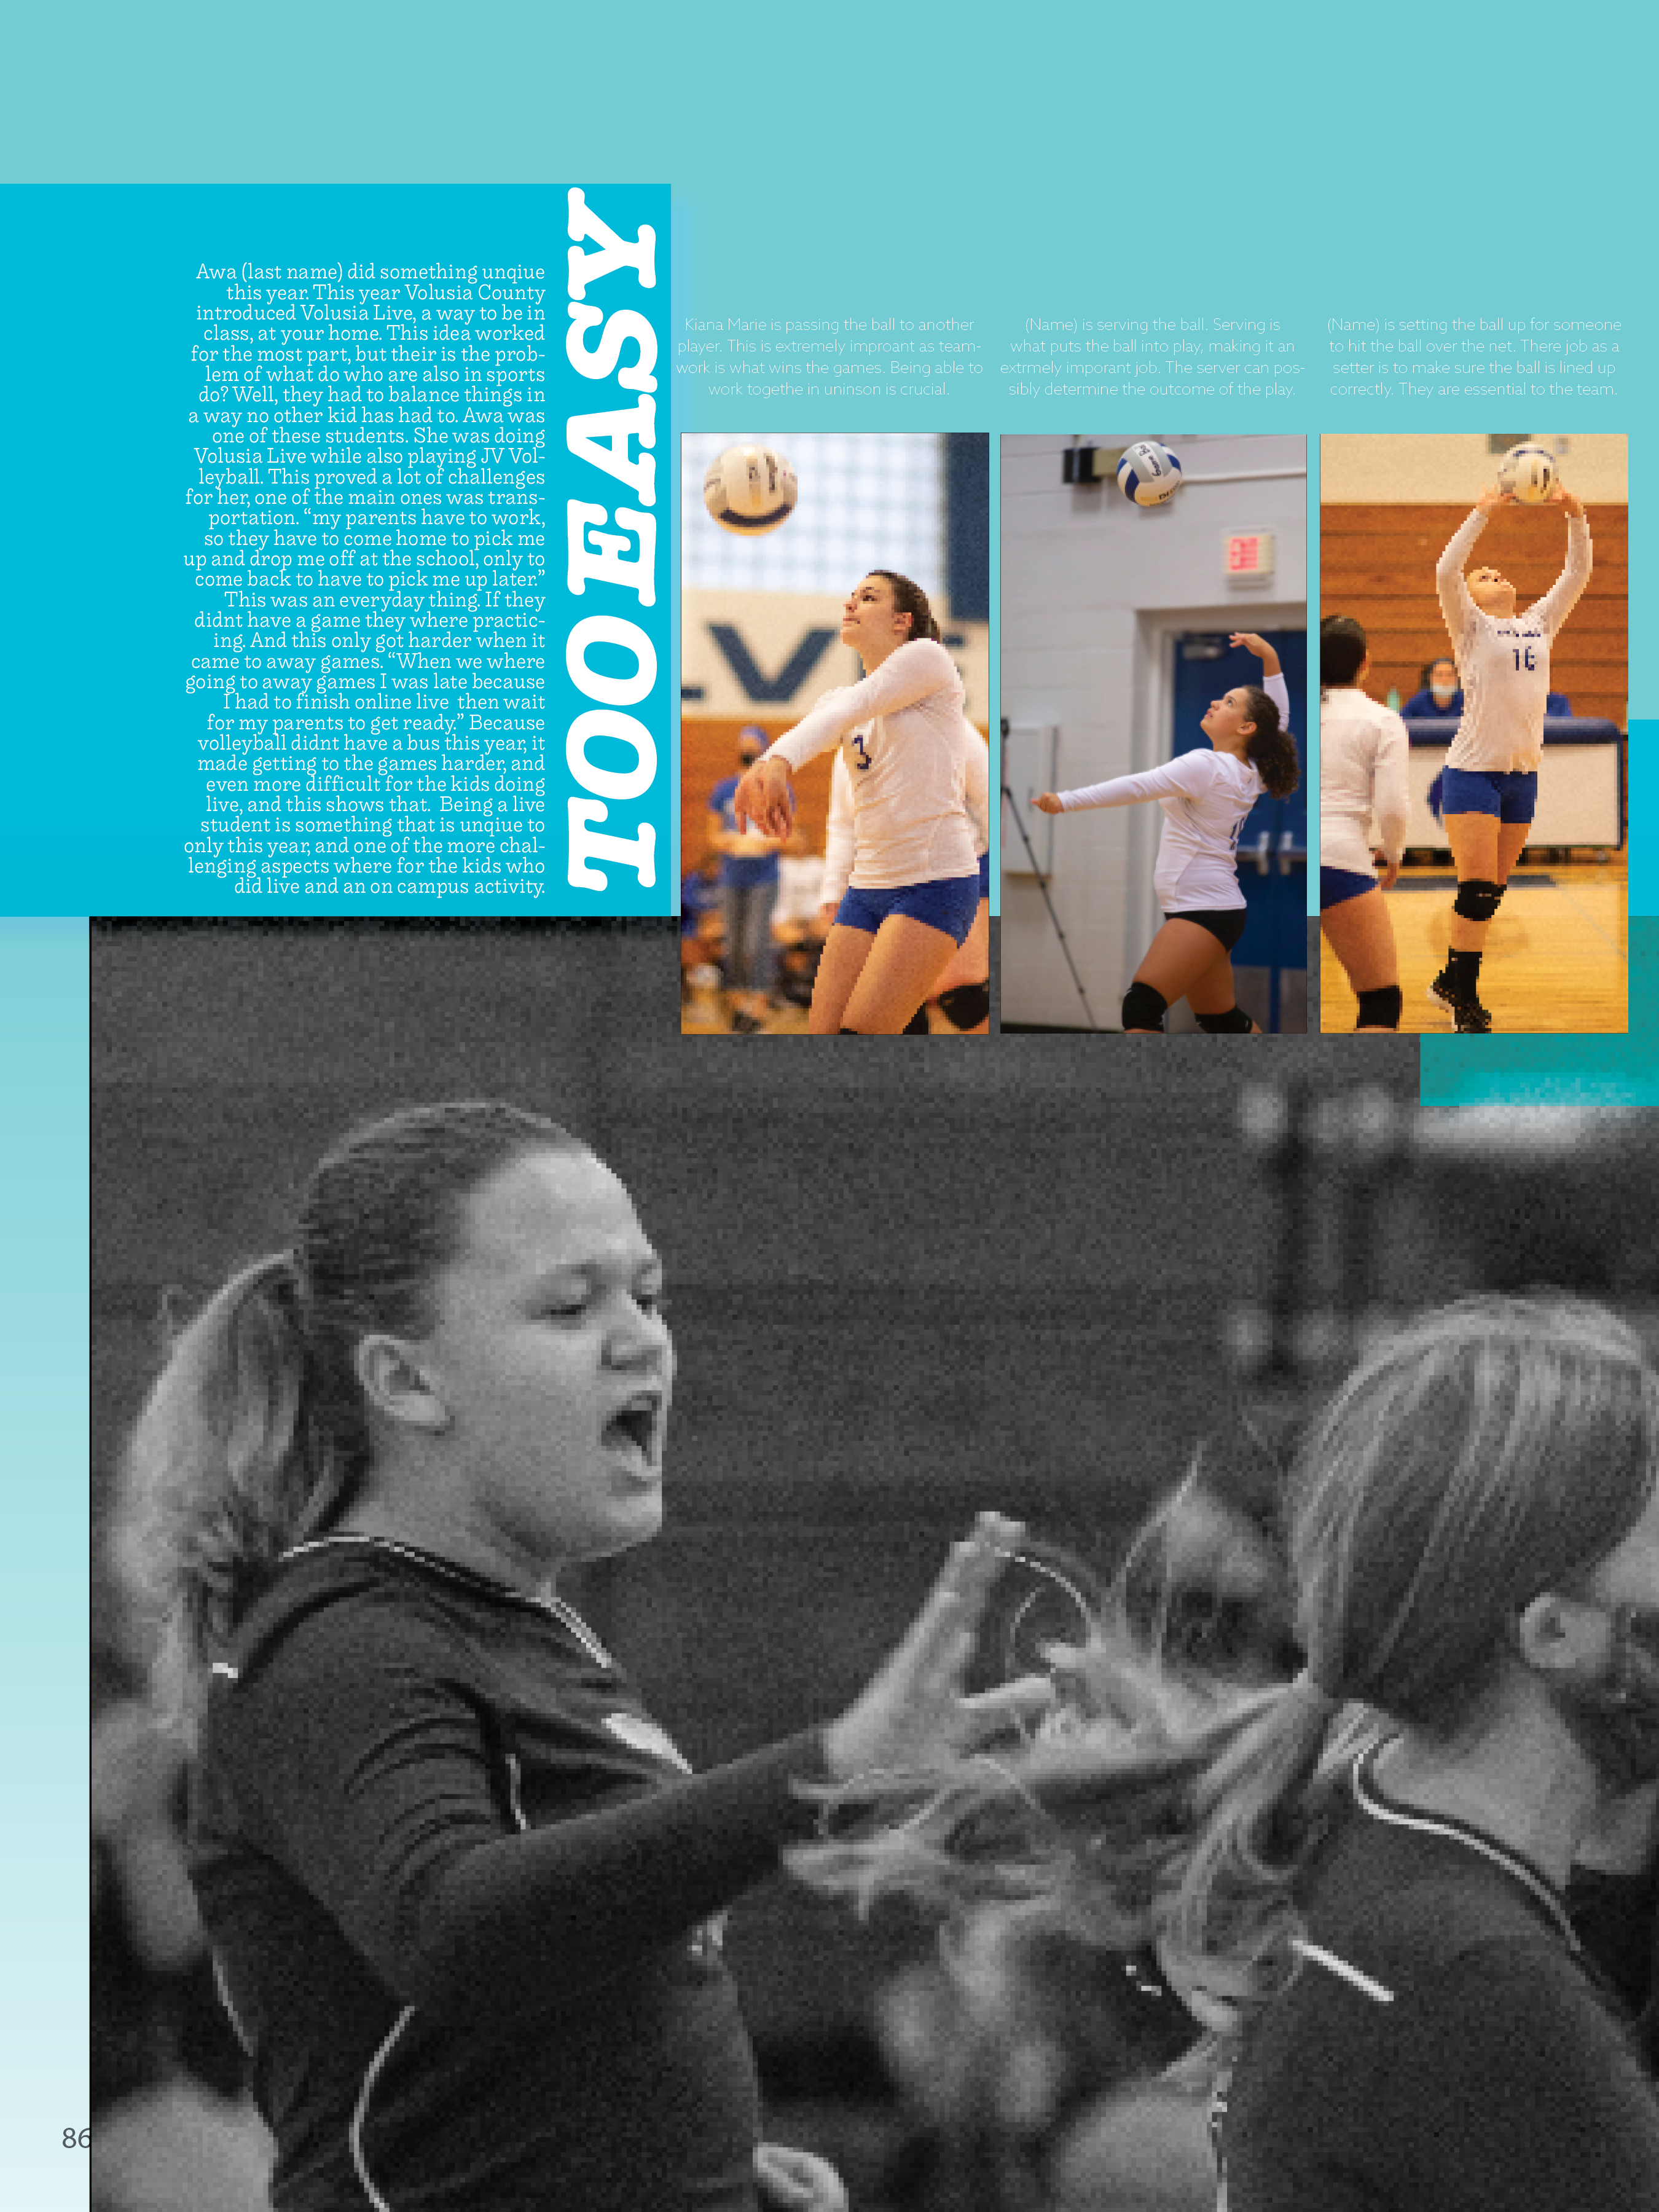 TOO EASY
Awa (last name) did something unqiue
this year. This year Volusia County
introduced Volusia Live, a way to be in
class, at your home. This idea worked
for the most part, but their is the prob-
lem of what do who are also in sports
do? Well, they had to balance things in
a way no other kid has had to. Awa was
one of these students. She was doing
Volusia Live while also playing JV Vol-
leyball. This proved a lot of challenges
for her, one of the main ones was trans-
portation. “my parents have to work,
so they have to come home to pick me
up and drop me off at the school, only to
come back to have to pick me up later.”
This was an everyday thing. If they
didnt have a game they where practic-
ing. And this only got harder when it
came to away games. “When we where
going to away games I was late because
I had to finish online live then wait
for my parents to get ready.” Because
volleyball didnt have a bus this year, it
made getting to the games harder, and
even more difficult for the kids doing
live, and this shows that. Being a live
student is something that is unqiue to
only this year, and one of the more chal-
lenging aspects where for the kids who
did live and an on campus activity.
Kiana Marie is passing the ball to another
player. This is extremely improant as team-
work is what wins the games. Being able to
work togethe in uninson is crucial.
(Name) is serving the ball. Serving is
what puts the ball into play, making it an
extrmely imporant job. The server can pos-
sibly determine the outcome of the play.
(Name) is setting the ball up for someone
to hit the ball over the net. There job as a
setter is to make sure the ball is lined up
correctly. They are essential to the team.
3
16
86